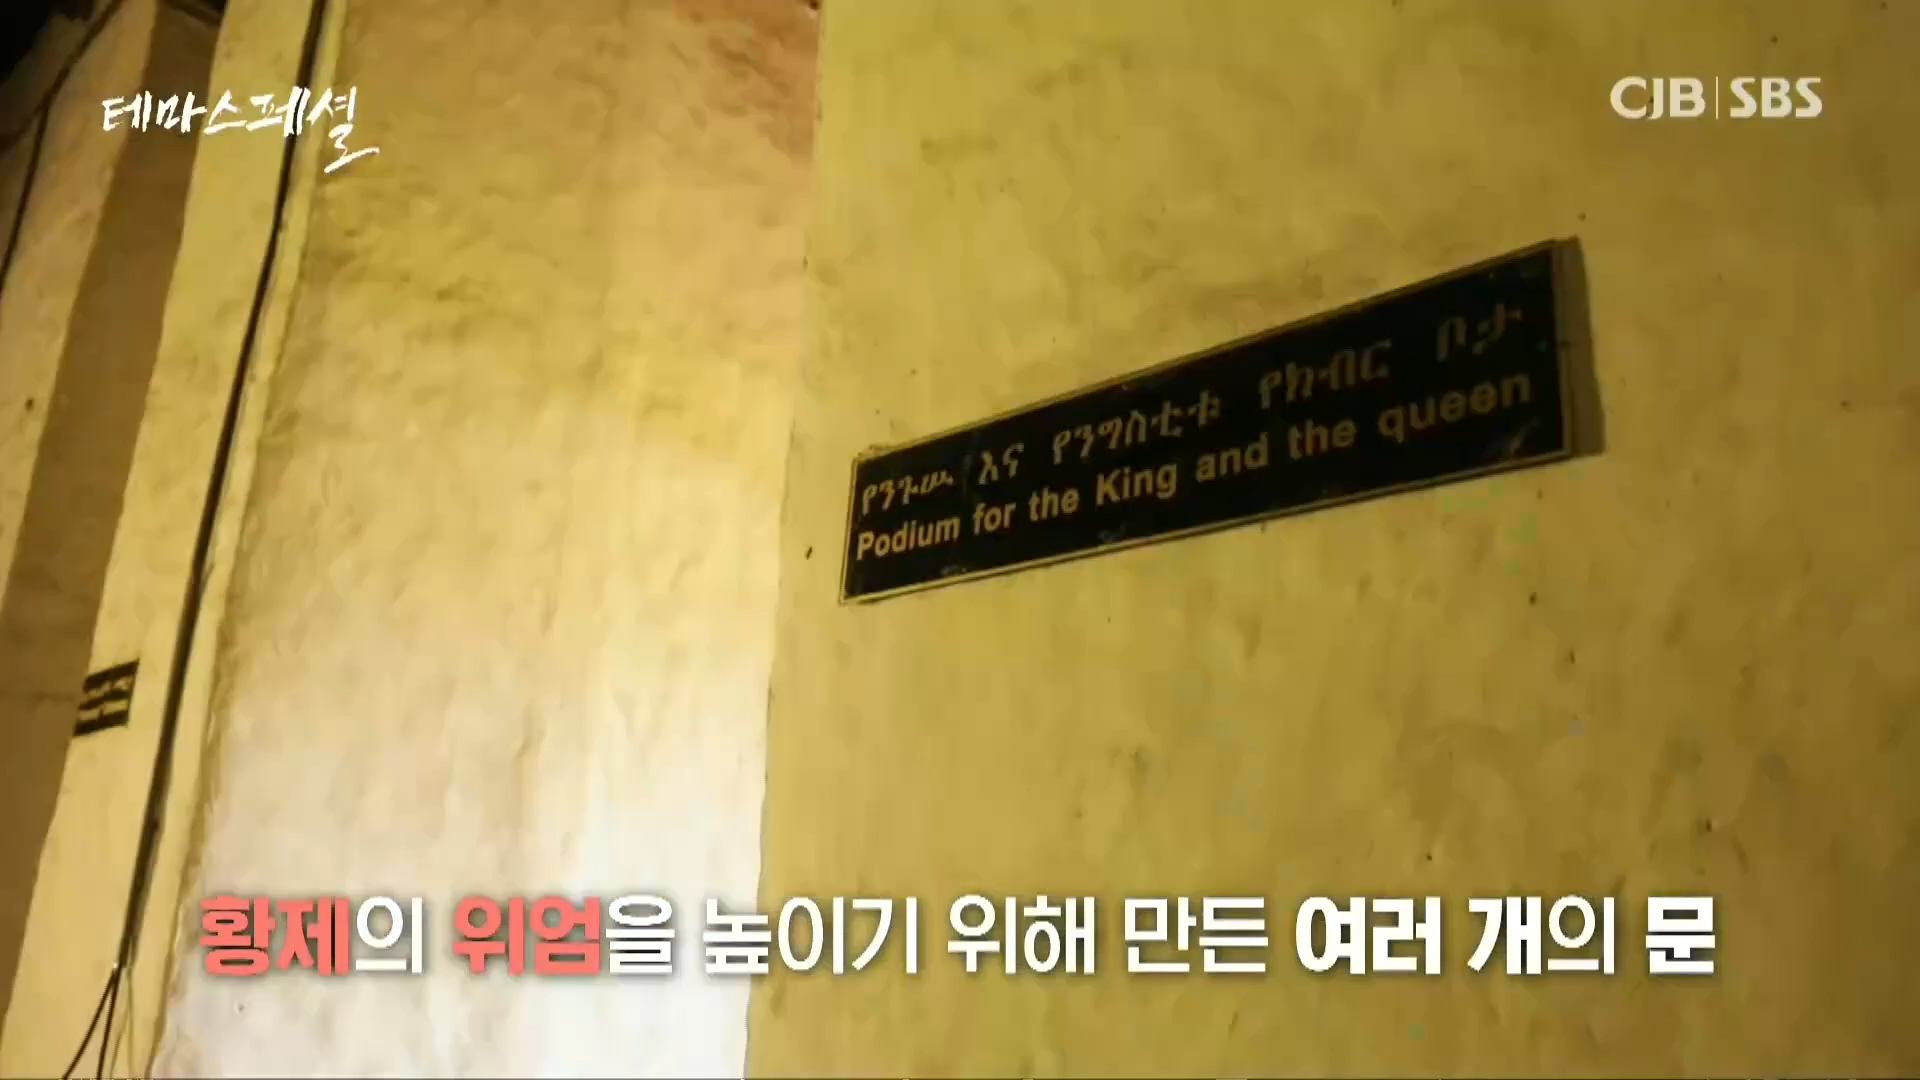 테마스페셜
CJB SBS
የንጉሡ እና የንግስቲቱ የክብር ቦታ
Podium for the King and the queen
황제의 위엄을 높이기 위해 만든 여러 개의 문